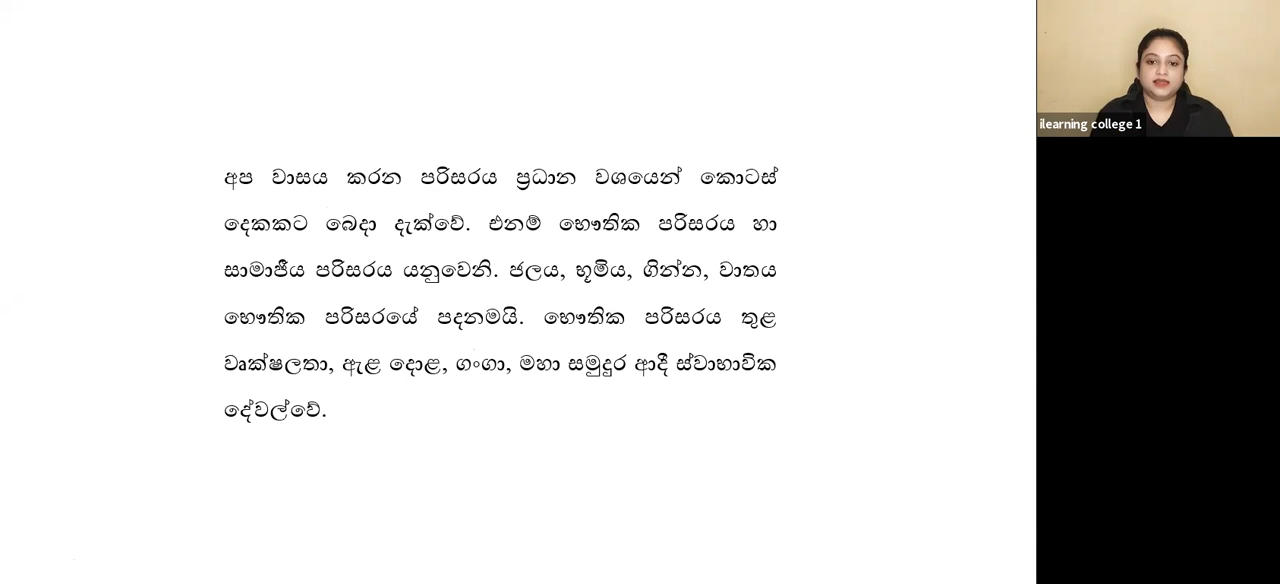 අප වාසය කරන පරිසරය ප්‍රධාන වශයෙන් කොටස්
දෙකකට බෙදා දැක්වේ. එනම් භෞතික පරිසරය හා
සාමාජීය පරිසරය යනුවෙනි. ජලය, භූමිය, ගින්න, වාතය
භෞතික පරිසරයේ පදනමයි. භෞතික පරිසරය තුළ
වෘක්ෂලතා, ඇළ දොළ, ගංගා, මහා සමුදුර ආදී ස්වාභාවික
දේවල්වේ.
ilearning college 1